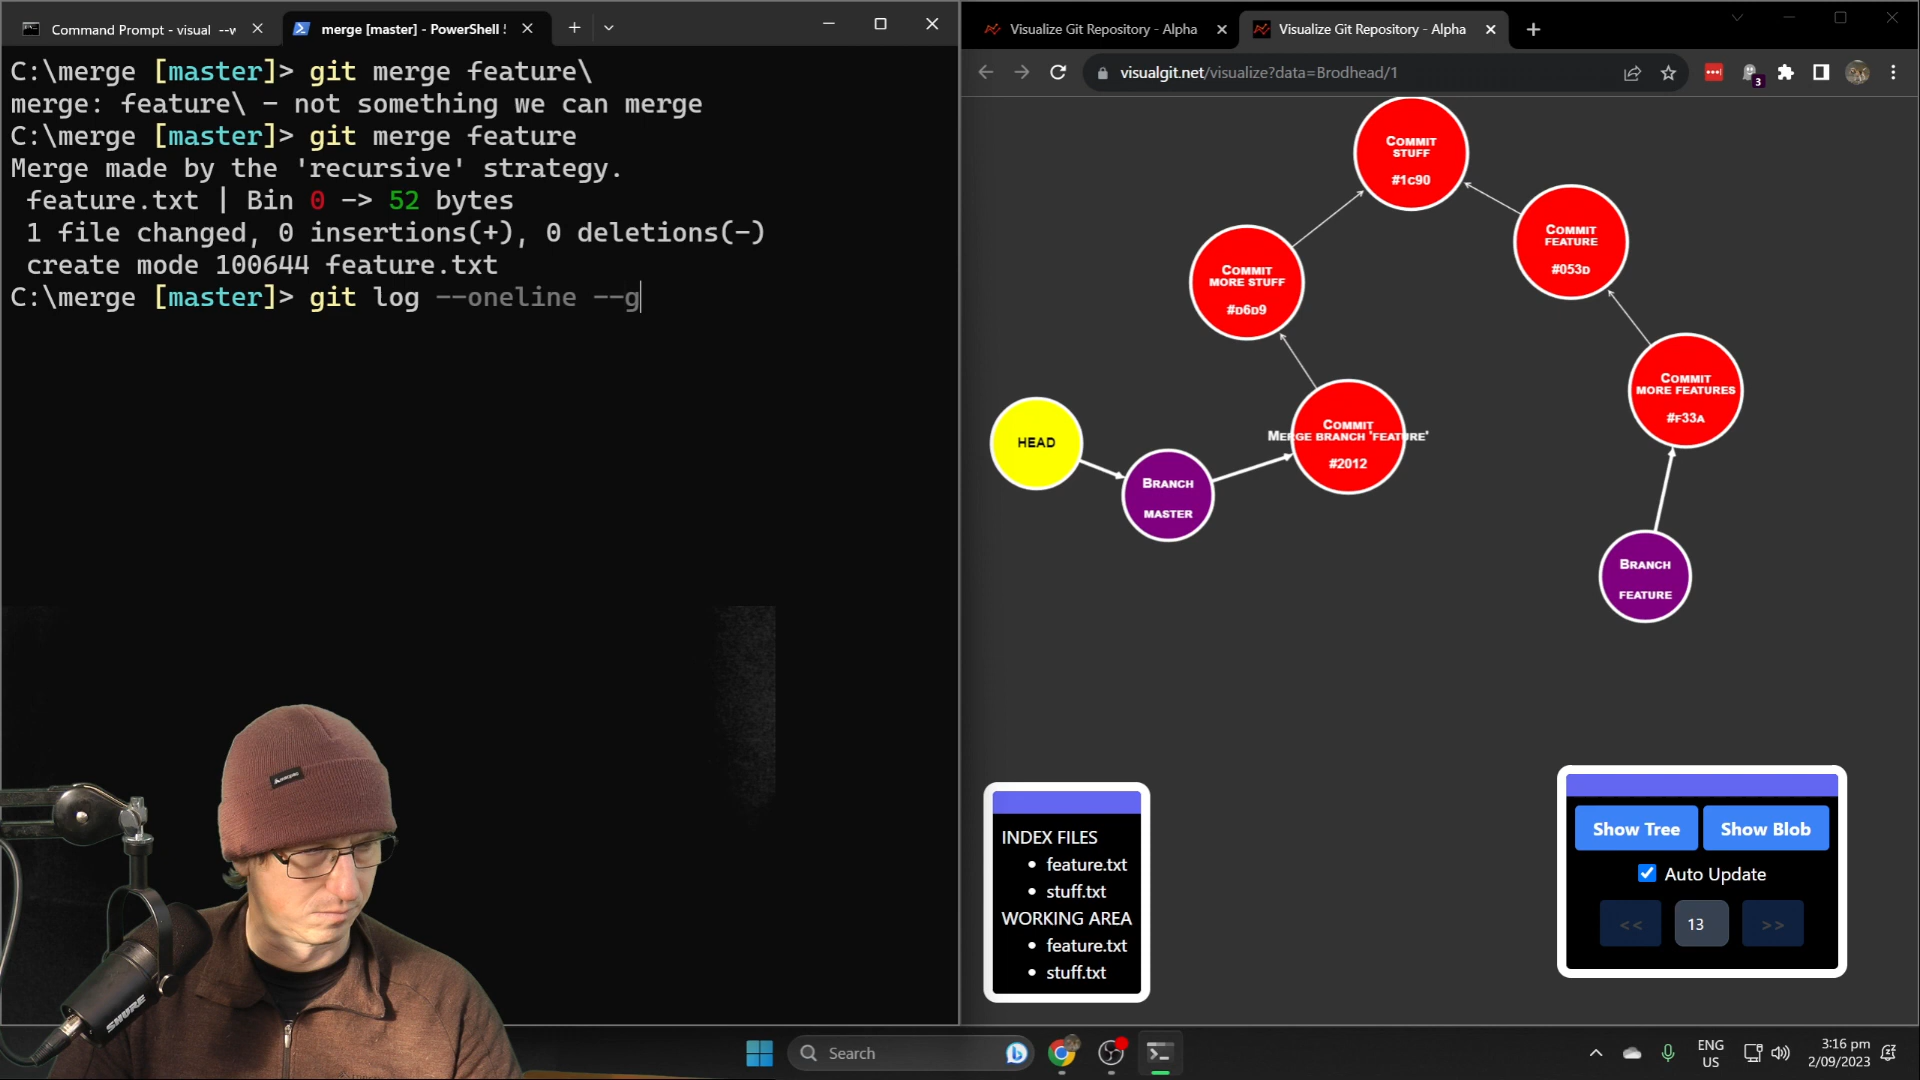 Command Prompt - visual --w
merge [master] - PowerShell 5
C:\merge [master]> git merge feature\
merge: feature\ - not something we can merge
C:\merge [master]> git merge feature
Merge made by the 'recursive' strategy.
feature.txt | Bin 0 -> 52 bytes
1 file changed, 0 insertions(+), 0 deletions(-)
create mode 100644 feature.txt
C:\merge [master]> git log --oneline --g
SHURE
Visualize Git Repository - Alpha
Visualize Git Repository - Alpha
visualgit.net/visualize?data=Brodhead/1
3
COMMIT
STUFF
#1C90
COMMIT
FEATURE
#053D
COMMIT
MORE STUFF
#D6D9
COMMIT
MORE FEATURES
#F33A
COMMIT
MERGE BRANCH 'FEATURE'
#2012
HEAD
BRANCH
MASTER
BRANCH
FEATURE
INDEX FILES
• feature.txt
• stuff.txt
WORKING AREA
• feature.txt
• stuff.txt
Show Tree
Show Blob
Auto Update
<<
13
>>
Search
ENG
US
3:16 pm
2/09/2023